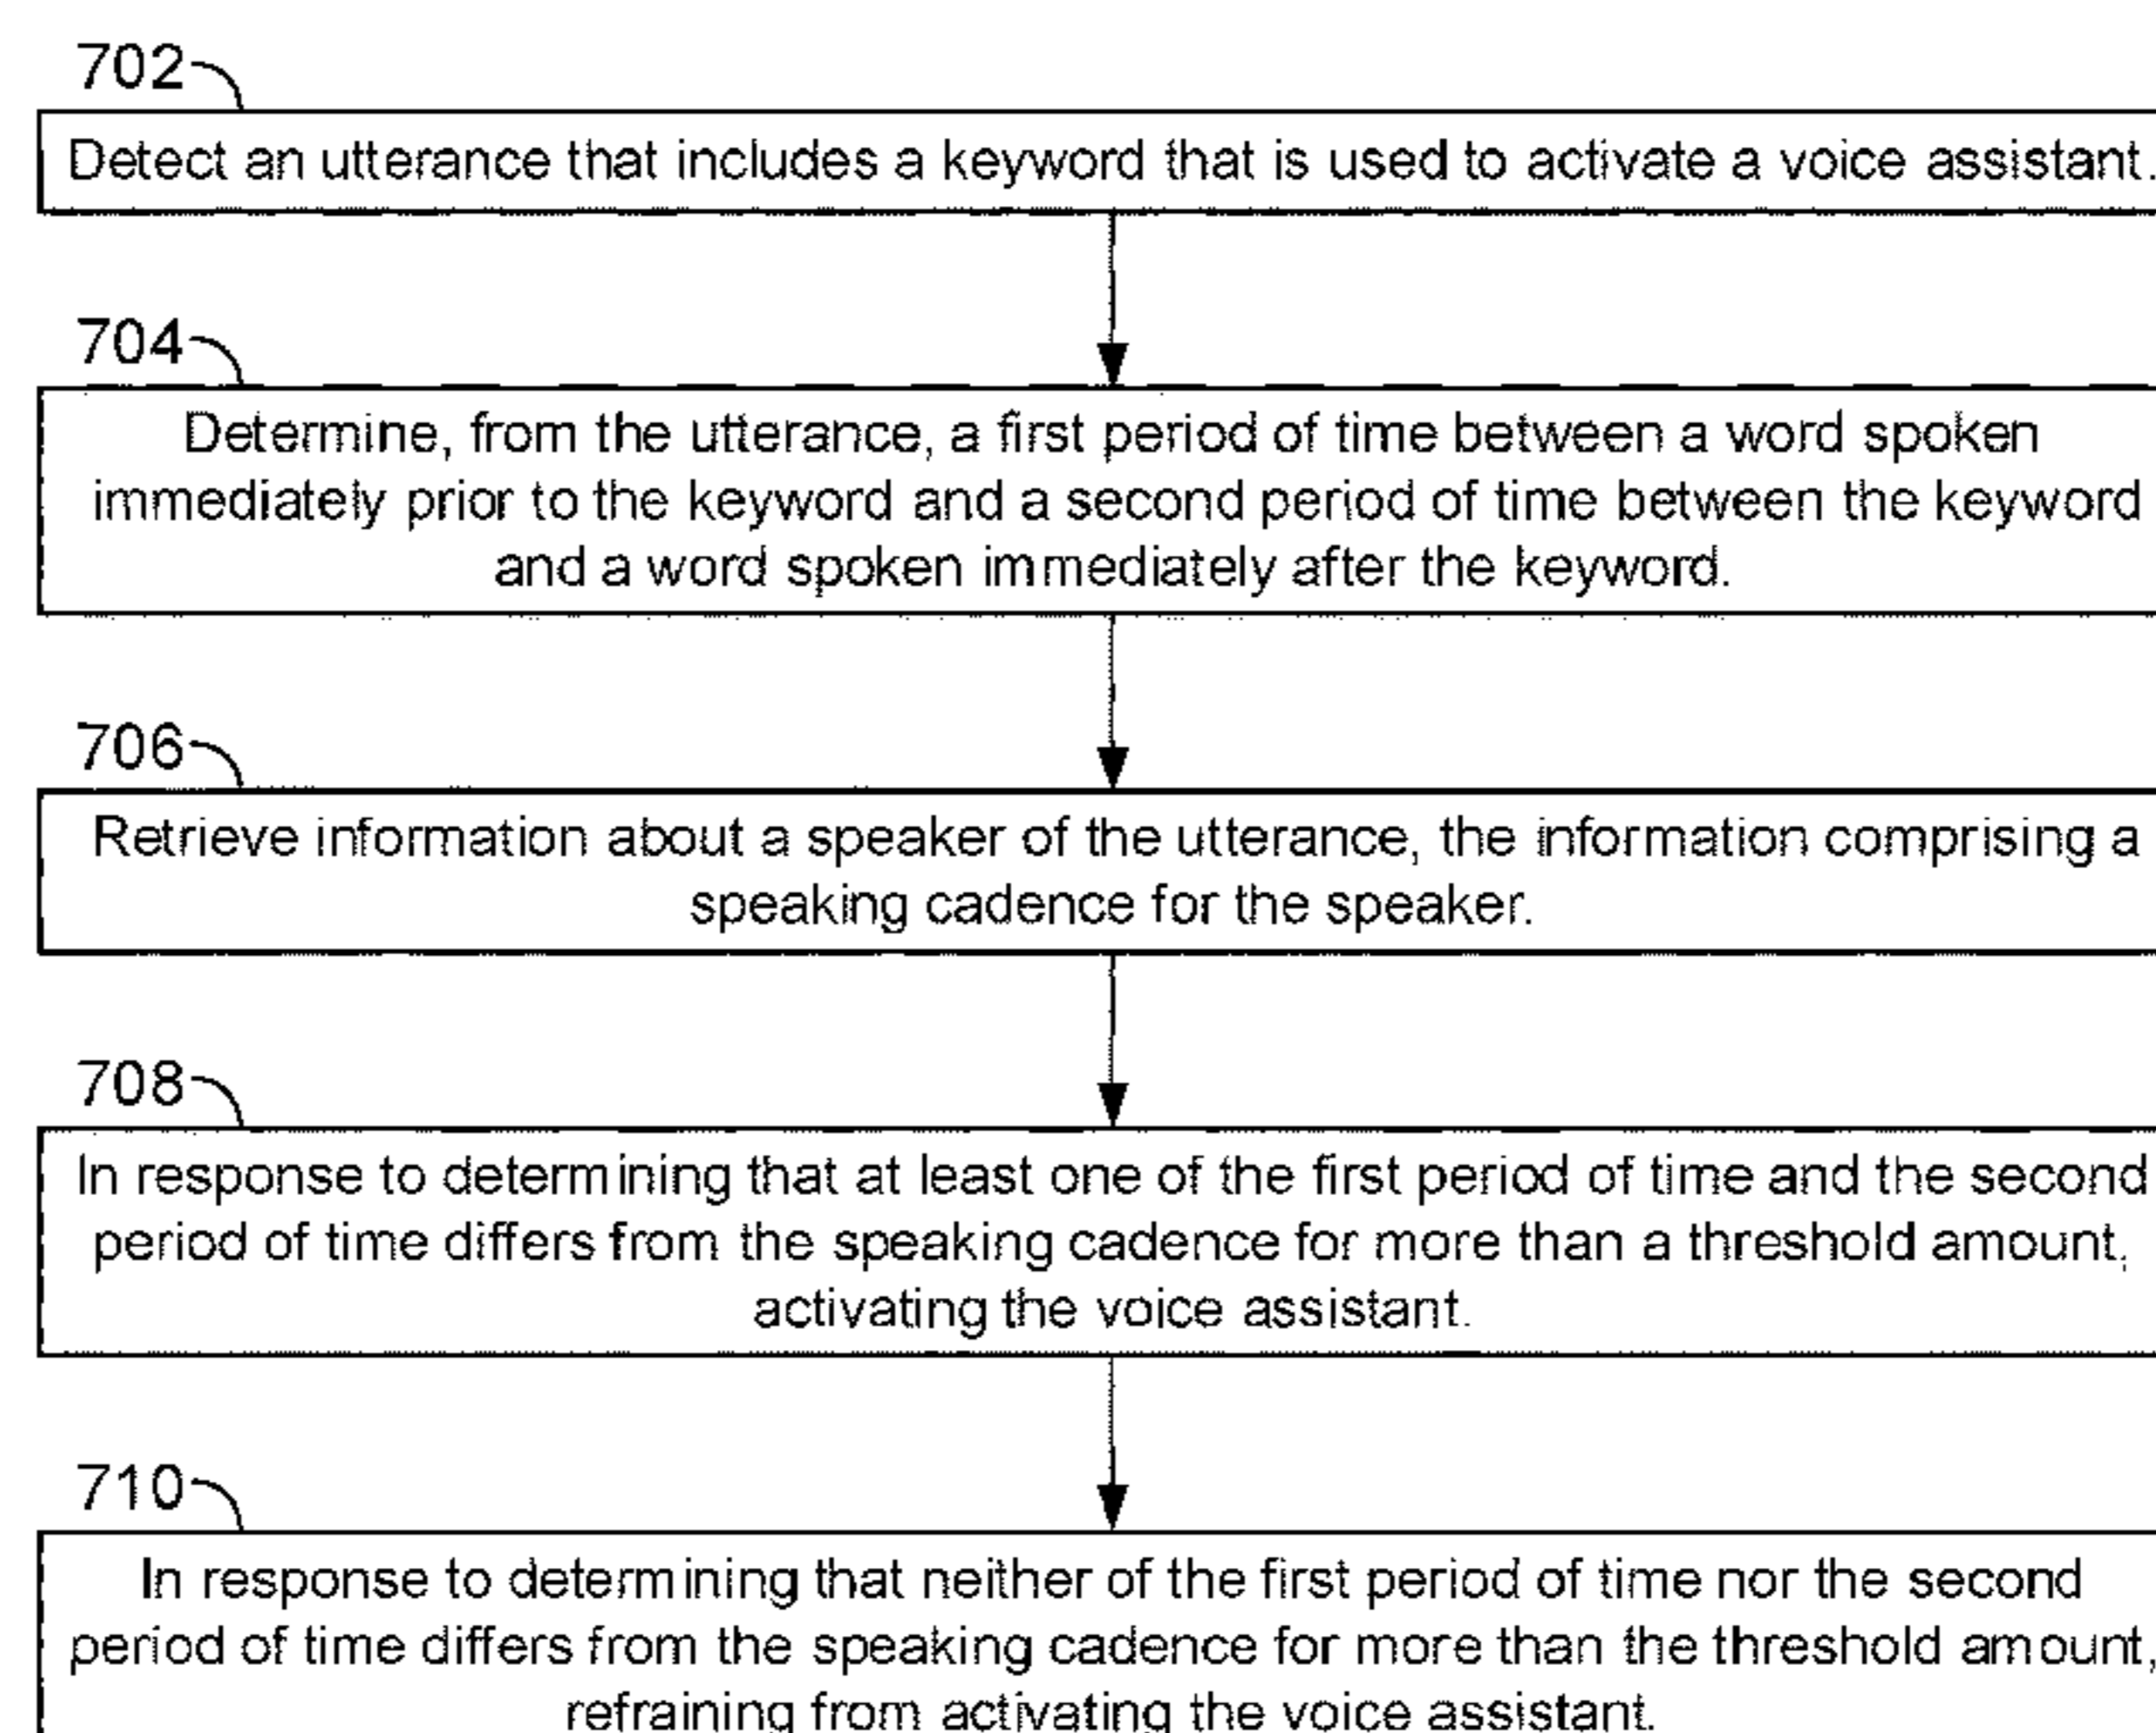 702
Detect an utterance that includes a keyword that is used to activate a voice assistant.
704
Determine, from the utterance, a first period of time between a word spoken
immediately prior to the keyword and a second period of time between the keyword
and a word spoken immediately after the keyword.
706
Retrieve information about a speaker of the utterance, the information comprising a
speaking cadence for the speaker.
708
In response to determining that at least one of the first period of time and the second
period of time differs from the speaking cadence for more than a threshold amount,
activating the voice assistant.
710
In response to determining that neither of the first period of time nor the second
period of time differs from the speaking cadence for more than the threshold amount,
refraining from activating the voice assistant.